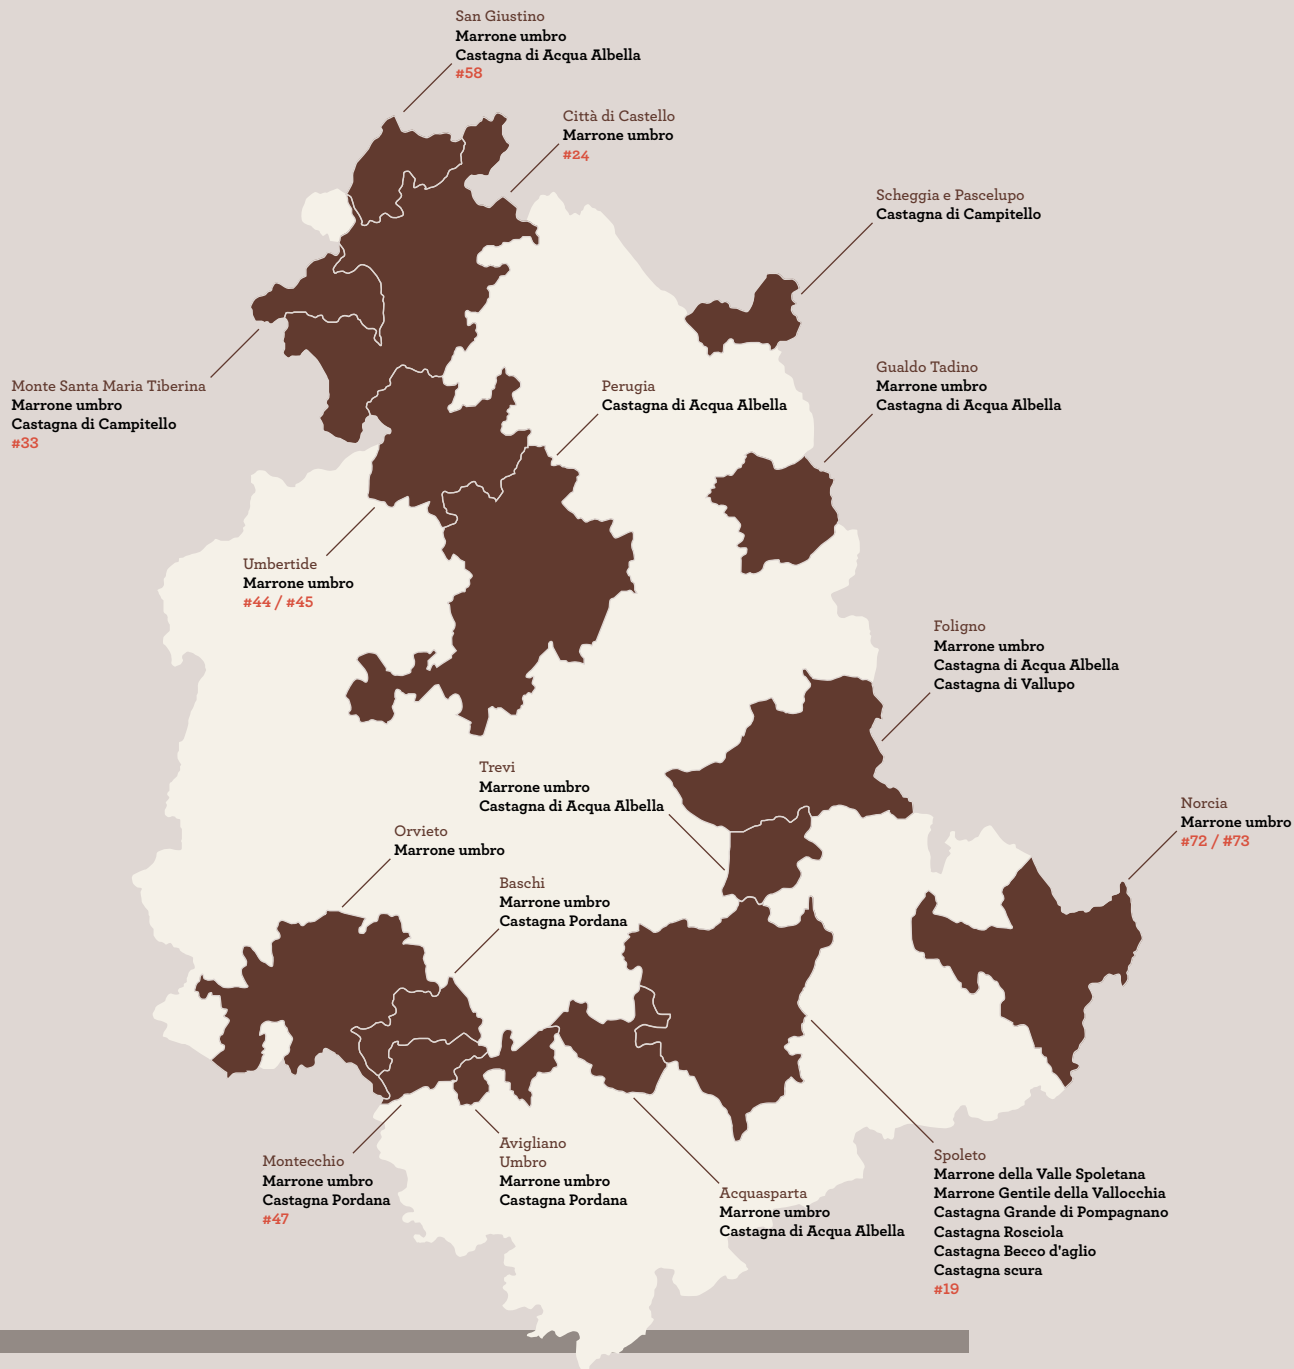 San Giustino
Marrone umbro
Castagna di Acqua Albella
#58
Città di Castello
Marrone umbro
#24
Scheggia e Pascelupo
Castagna di Campitello
Gualdo Tadino
Marrone umbro
Castagna di Acqua Albella
Monte Santa Maria Tiberina
Marrone umbro
Castagna di Campitello
#33
Perugia
Castagna di Acqua Albella
Umbertide
Marrone umbro
#44 / #45
Foligno
Marrone umbro
Castagna di Acqua Albella
Castagna di Vallupo
Trevi
Marrone umbro
Castagna di Acqua Albella
Norcia
Marrone umbro
#72 / #73
Orvieto
Marrone umbro
Baschi
Marrone umbro
Castagna Pordana
Montecchio
Marrone umbro
Castagna Pordana
#47
Avigliano
Umbro
Marrone umbro
Castagna Pordana
Acquasparta
Marrone umbro
Castagna di Acqua Albella
Spoleto
Marrone della Valle Spoletana
Marrone Gentile della Vallocchia
Castagna Grande di Pompagnano
Castagna Rosciola
Castagna Becco d'aglio
Castagna scura
#19